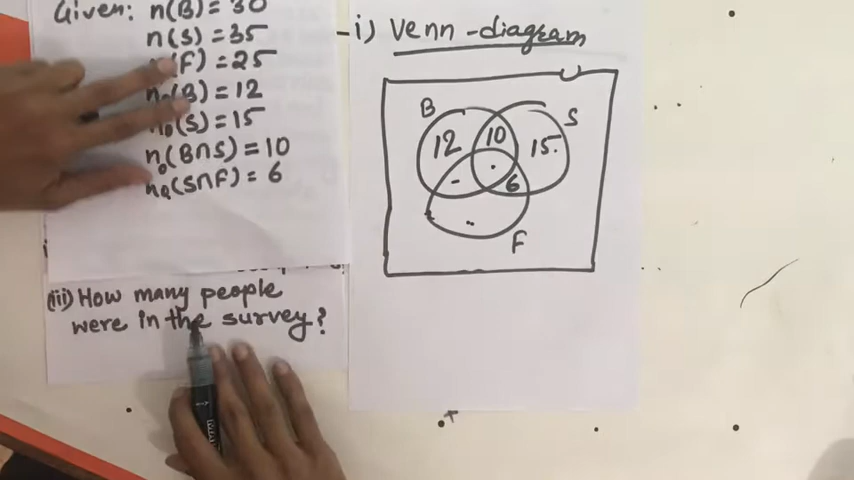 Given: n(B) = 30
n(S) = 35
(F) = 25
n₀(B) = 12
n₀(S) = 15
n₀(B∩S) = 10
n₀(S∩F) = 6
(iii) How many people
were in the survey?
-i) Venn-diagram
B
S
12
10
15.
6
F